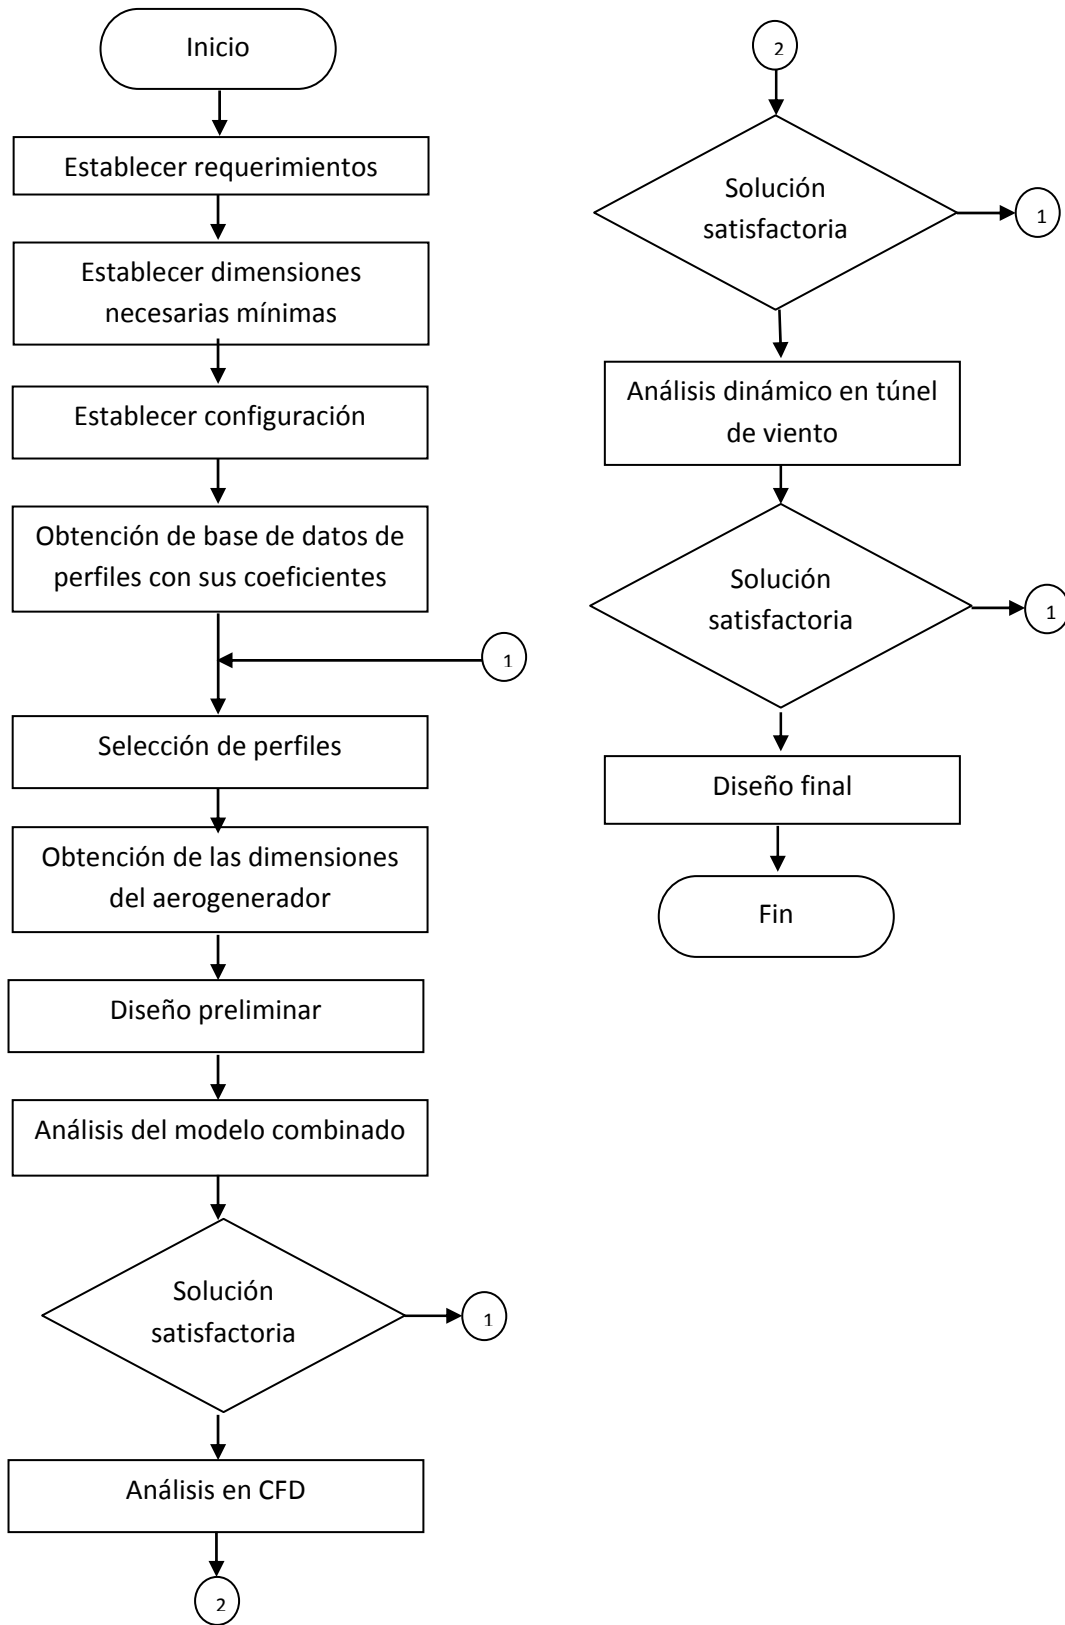 Inicio
Establecer requerimientos
Establecer dimensiones
necesarias mínimas
Establecer configuración
Obtención de base de datos de
perfiles con sus coeficientes
1
Selección de perfiles
Obtención de las dimensiones
del aerogenerador
Diseño preliminar
Análisis del modelo combinado
Solución
satisfactoria
1
Análisis en CFD
2
2
Solución
satisfactoria
1
Análisis dinámico en túnel
de viento
Solución
satisfactoria
1
Diseño final
Fin